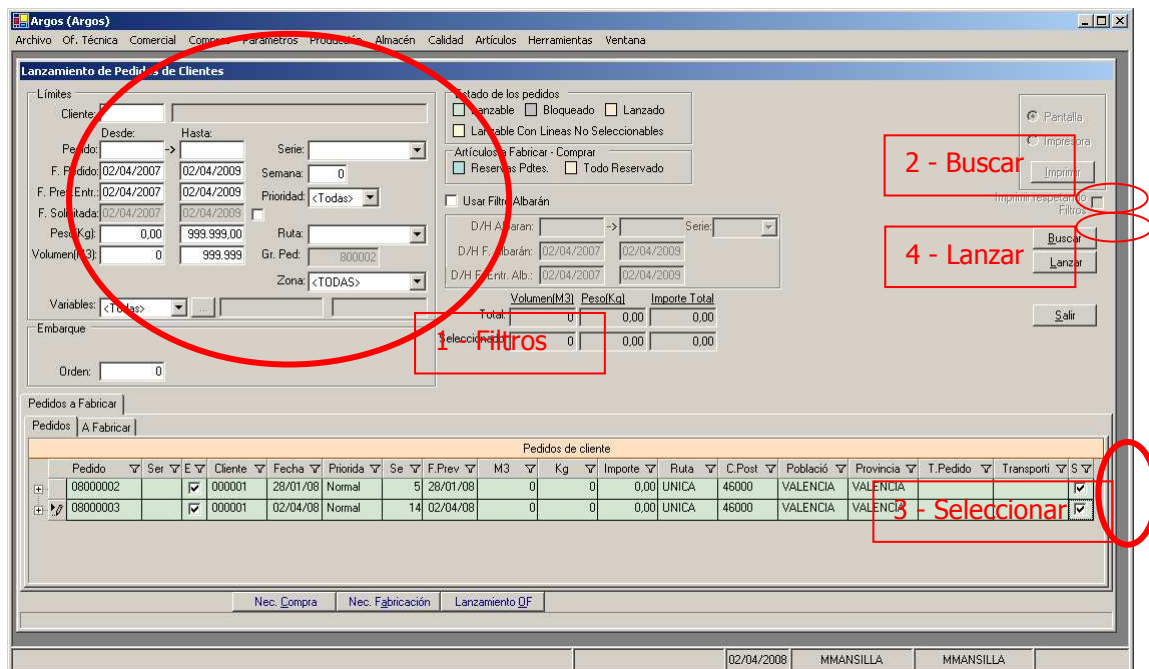 Argos (Argos)
Archivo Of. Técnica Comercial Compras Parámetros Producción Almacén Calidad Artículos Herramientas Ventana
Lanzamiento de Pedidos de Clientes
Límites
Cliente:
Desde: Hasta:
Pedido: -> Serie:
F. Pedido: 02/04/2007 02/04/2009 Semana: 0
F. Prev.Entr.: 02/04/2007 02/04/2009 Prioridad: <Todas>
F. Solicitada: 02/04/2007 02/04/2009
Peso(Kg): 0,00 999.999,00 Ruta:
Volumen(M3): 0 999.999 Gr. Ped: 800002
Zona: <TODAS>
Variables: <Todas> ...
Embarque
Orden: 0
Estado de los pedidos
Lanzable Bloqueado Lanzado
Lanzable Con Lineas No Seleccionables
Artículos a Fabricar - Comprar
Reservas Pdtes. Todo Reservado
Usar Filtro Albarán
D/H Albaran: -> Serie:
D/H F. Albarán: 02/04/2007 02/04/2009
D/H F. Entr. Alb.: 02/04/2007 02/04/2009
Volumen(M3) Peso(Kg) Importe Total
Total: 0 0,00 0,00
Seleccionado: 0 0,00 0,00
1 - Filtros
Pantalla
Impresora
Imprimir
Imprimir respetando
Filtros
Buscar
Lanzar
Salir
2 - Buscar
4 - Lanzar
Pedidos a Fabricar
Pedidos A Fabricar
Pedidos de cliente
Pedido Ser E Cliente Fecha Priorida Se F.Prev M3 Kg Importe Ruta C.Post Població Provincia T.Pedido Transporti S
08000002 000001 28/01/08 Normal 5 28/01/08 0 0 0,00 UNICA 46000 VALENCIA VALENCIA
08000003 000001 02/04/08 Normal 14 02/04/08 0 0 0,00 UNICA 46000 VALENCIA VALENCIA
3 - Seleccionar
Nec. Compra Nec. Fabricación Lanzamiento OF
02/04/2008 MMANSILLA MMANSILLA